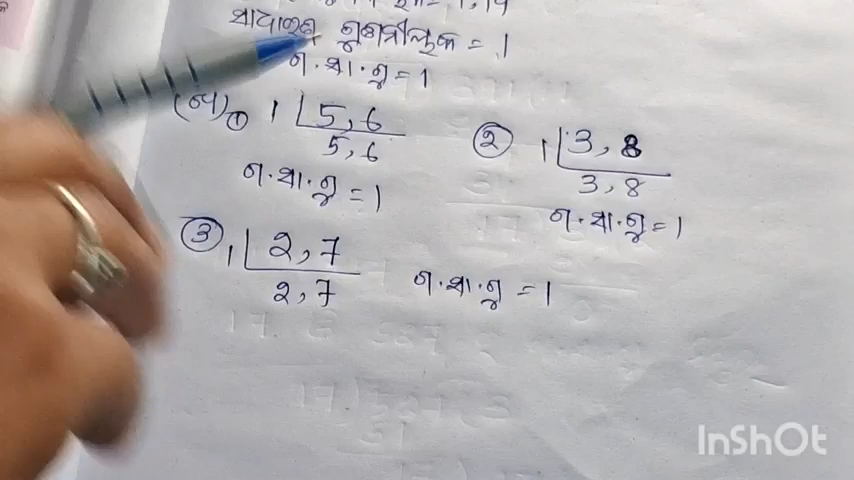 ସାଧାରଣ ଗୁଣନୀୟକ = 1
ଗ.ସା.ଗୁ = 1
① 1 5, 6
5, 6
ଗ.ସା.ଗୁ = 1
② 1 3, 8
3, 8
ଗ.ସା.ଗୁ = 1
③ 1 2, 7
2, 7
ଗ.ସା.ଗୁ = 1
InShOt